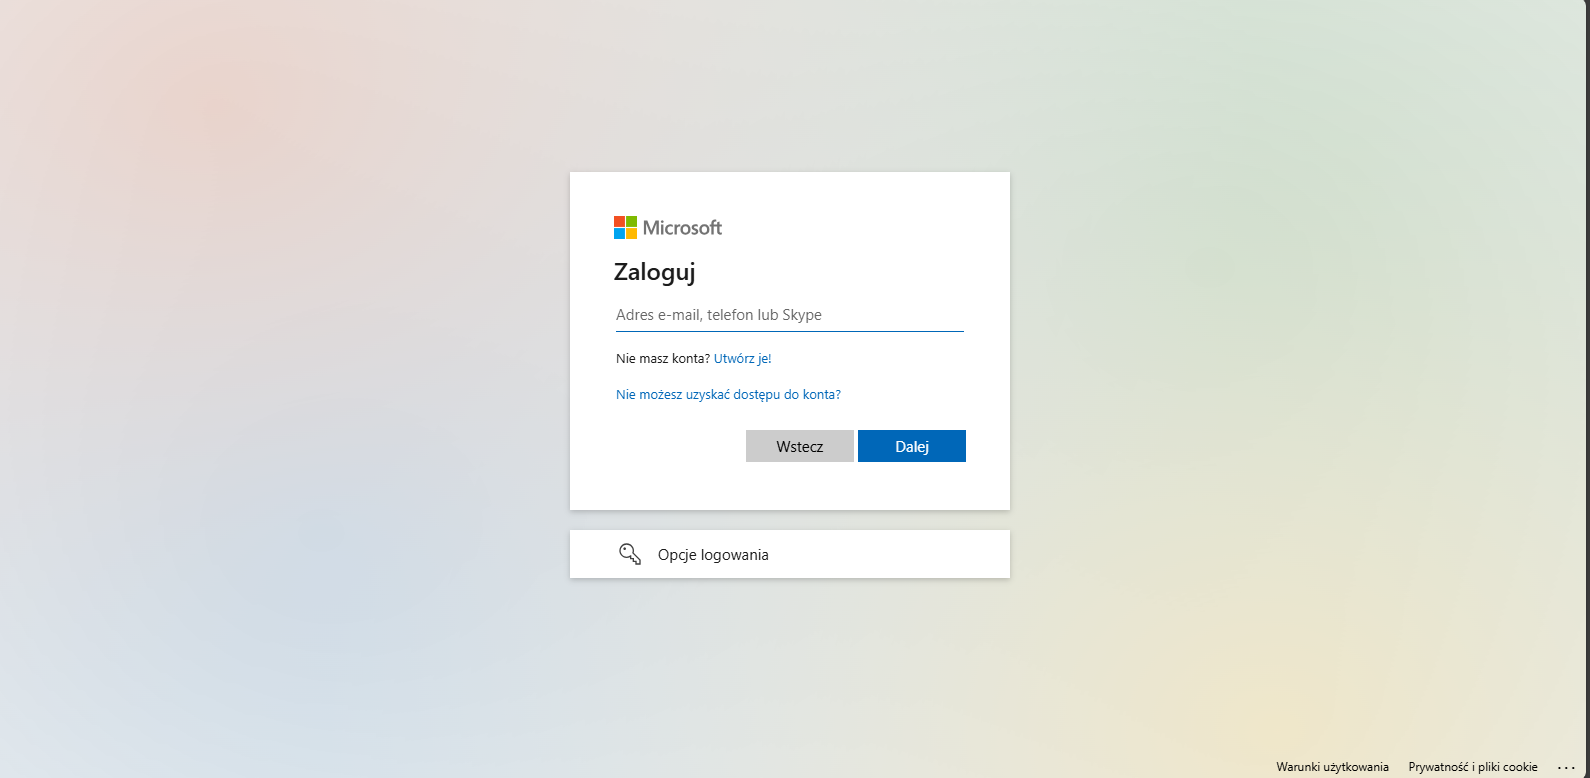 Microsoft
Zaloguj
Adres e-mail, telefon lub Skype
Nie masz konta? Utwórz je!
Nie możesz uzyskać dostępu do konta?
Wstecz Dalej
Opcje logowania
Warunki użytkowania Prywatność i pliki cookie ...